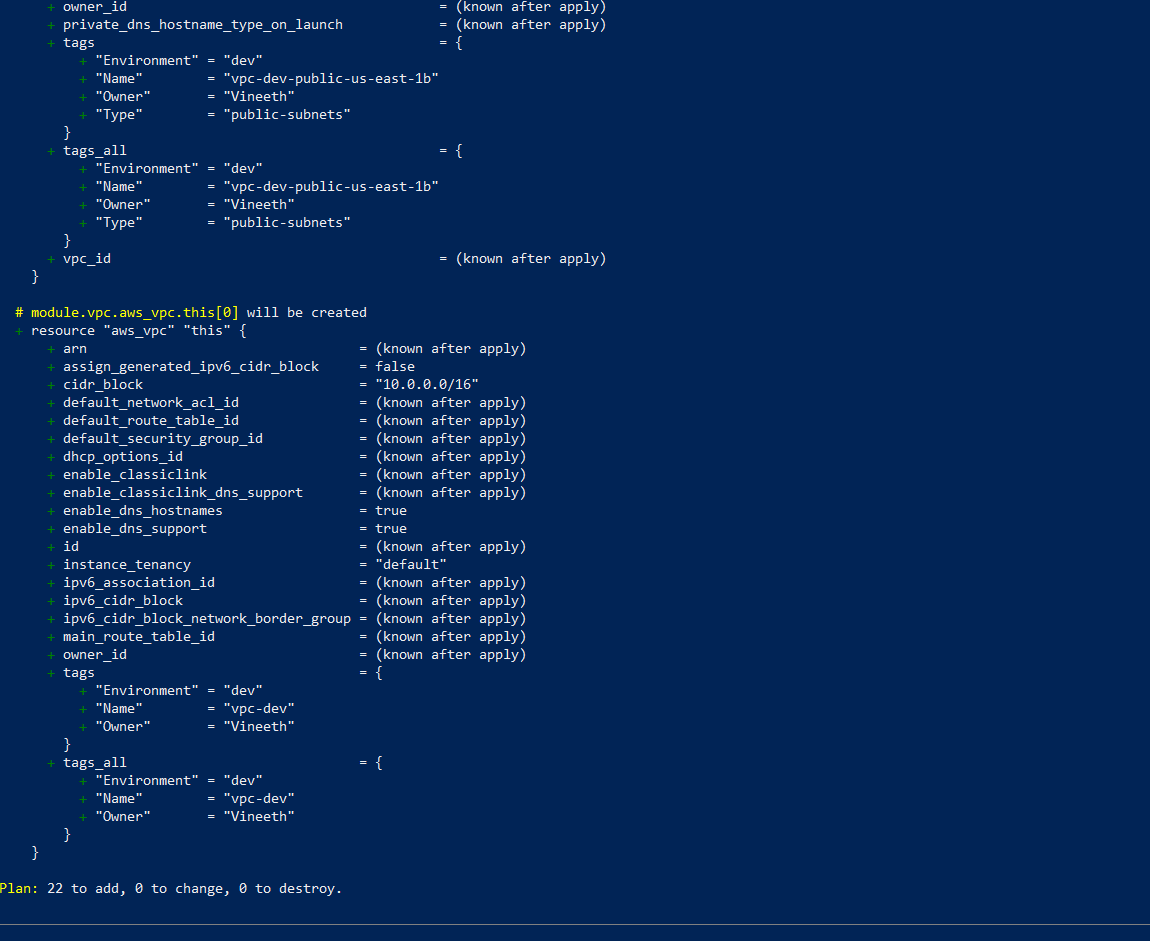 + owner_id = (known after apply)
+ private_dns_hostname_type_on_launch = (known after apply)
+ tags = {
+ "Environment" = "dev"
+ "Name" = "vpc-dev-public-us-east-1b"
+ "Owner" = "Vineeth"
+ "Type" = "public-subnets"
}
+ tags_all = {
+ "Environment" = "dev"
+ "Name" = "vpc-dev-public-us-east-1b"
+ "Owner" = "Vineeth"
+ "Type" = "public-subnets"
}
+ vpc_id = (known after apply)
}
# module.vpc.aws_vpc.this[0] will be created
+ resource "aws_vpc" "this" {
+ arn = (known after apply)
+ assign_generated_ipv6_cidr_block = false
+ cidr_block = "10.0.0.0/16"
+ default_network_acl_id = (known after apply)
+ default_route_table_id = (known after apply)
+ default_security_group_id = (known after apply)
+ dhcp_options_id = (known after apply)
+ enable_classiclink = (known after apply)
+ enable_classiclink_dns_support = (known after apply)
+ enable_dns_hostnames = true
+ enable_dns_support = true
+ id = (known after apply)
+ instance_tenancy = "default"
+ ipv6_association_id = (known after apply)
+ ipv6_cidr_block = (known after apply)
+ ipv6_cidr_block_network_border_group = (known after apply)
+ main_route_table_id = (known after apply)
+ owner_id = (known after apply)
+ tags = {
+ "Environment" = "dev"
+ "Name" = "vpc-dev"
+ "Owner" = "Vineeth"
}
+ tags_all = {
+ "Environment" = "dev"
+ "Name" = "vpc-dev"
+ "Owner" = "Vineeth"
}
}
Plan: 22 to add, 0 to change, 0 to destroy.